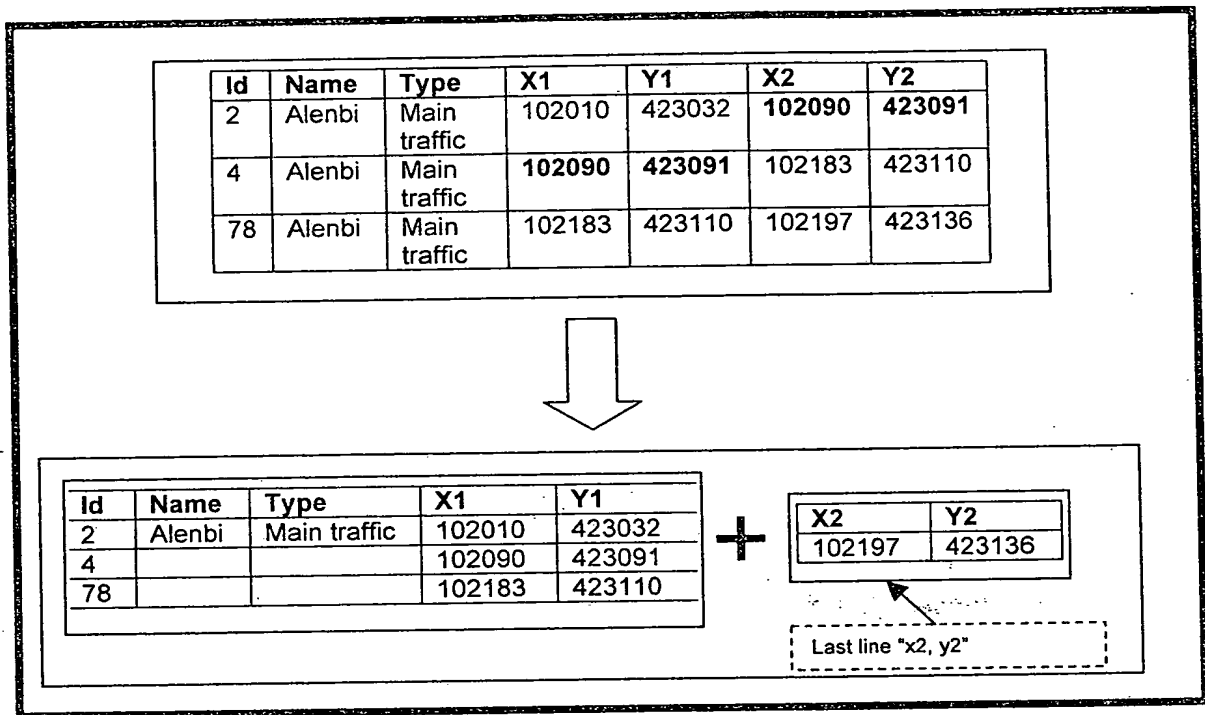 Id Name Type X1 Y1 X2 Y2
2 Alenbi Main traffic 102010 423032 102090 423091
4 Alenbi Main traffic 102090 423091 102183 423110
78 Alenbi Main traffic 102183 423110 102197 423136
Id Name Type X1 Y1
2 Alenbi Main traffic 102010 423032
4 102090 423091
78 102183 423110
+
X2 Y2
102197 423136
Last line "x2, y2"